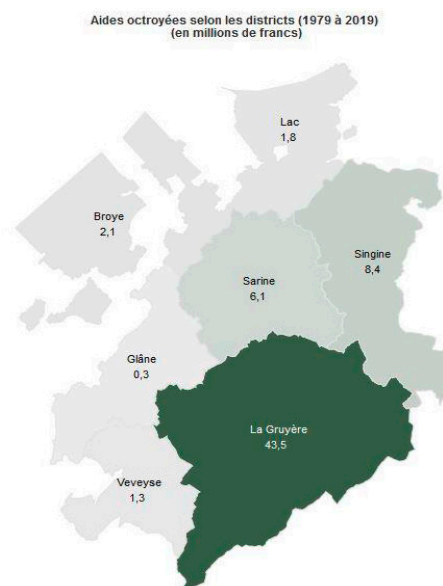 Aides octroyées selon les districts (1979 à 2019)
(en millions de francs)
Lac
1,8
Broye
2,1
Singine
8,4
Sarine
6,1
Glâne
0,3
La Gruyère
43,5
Veveyse
1,3